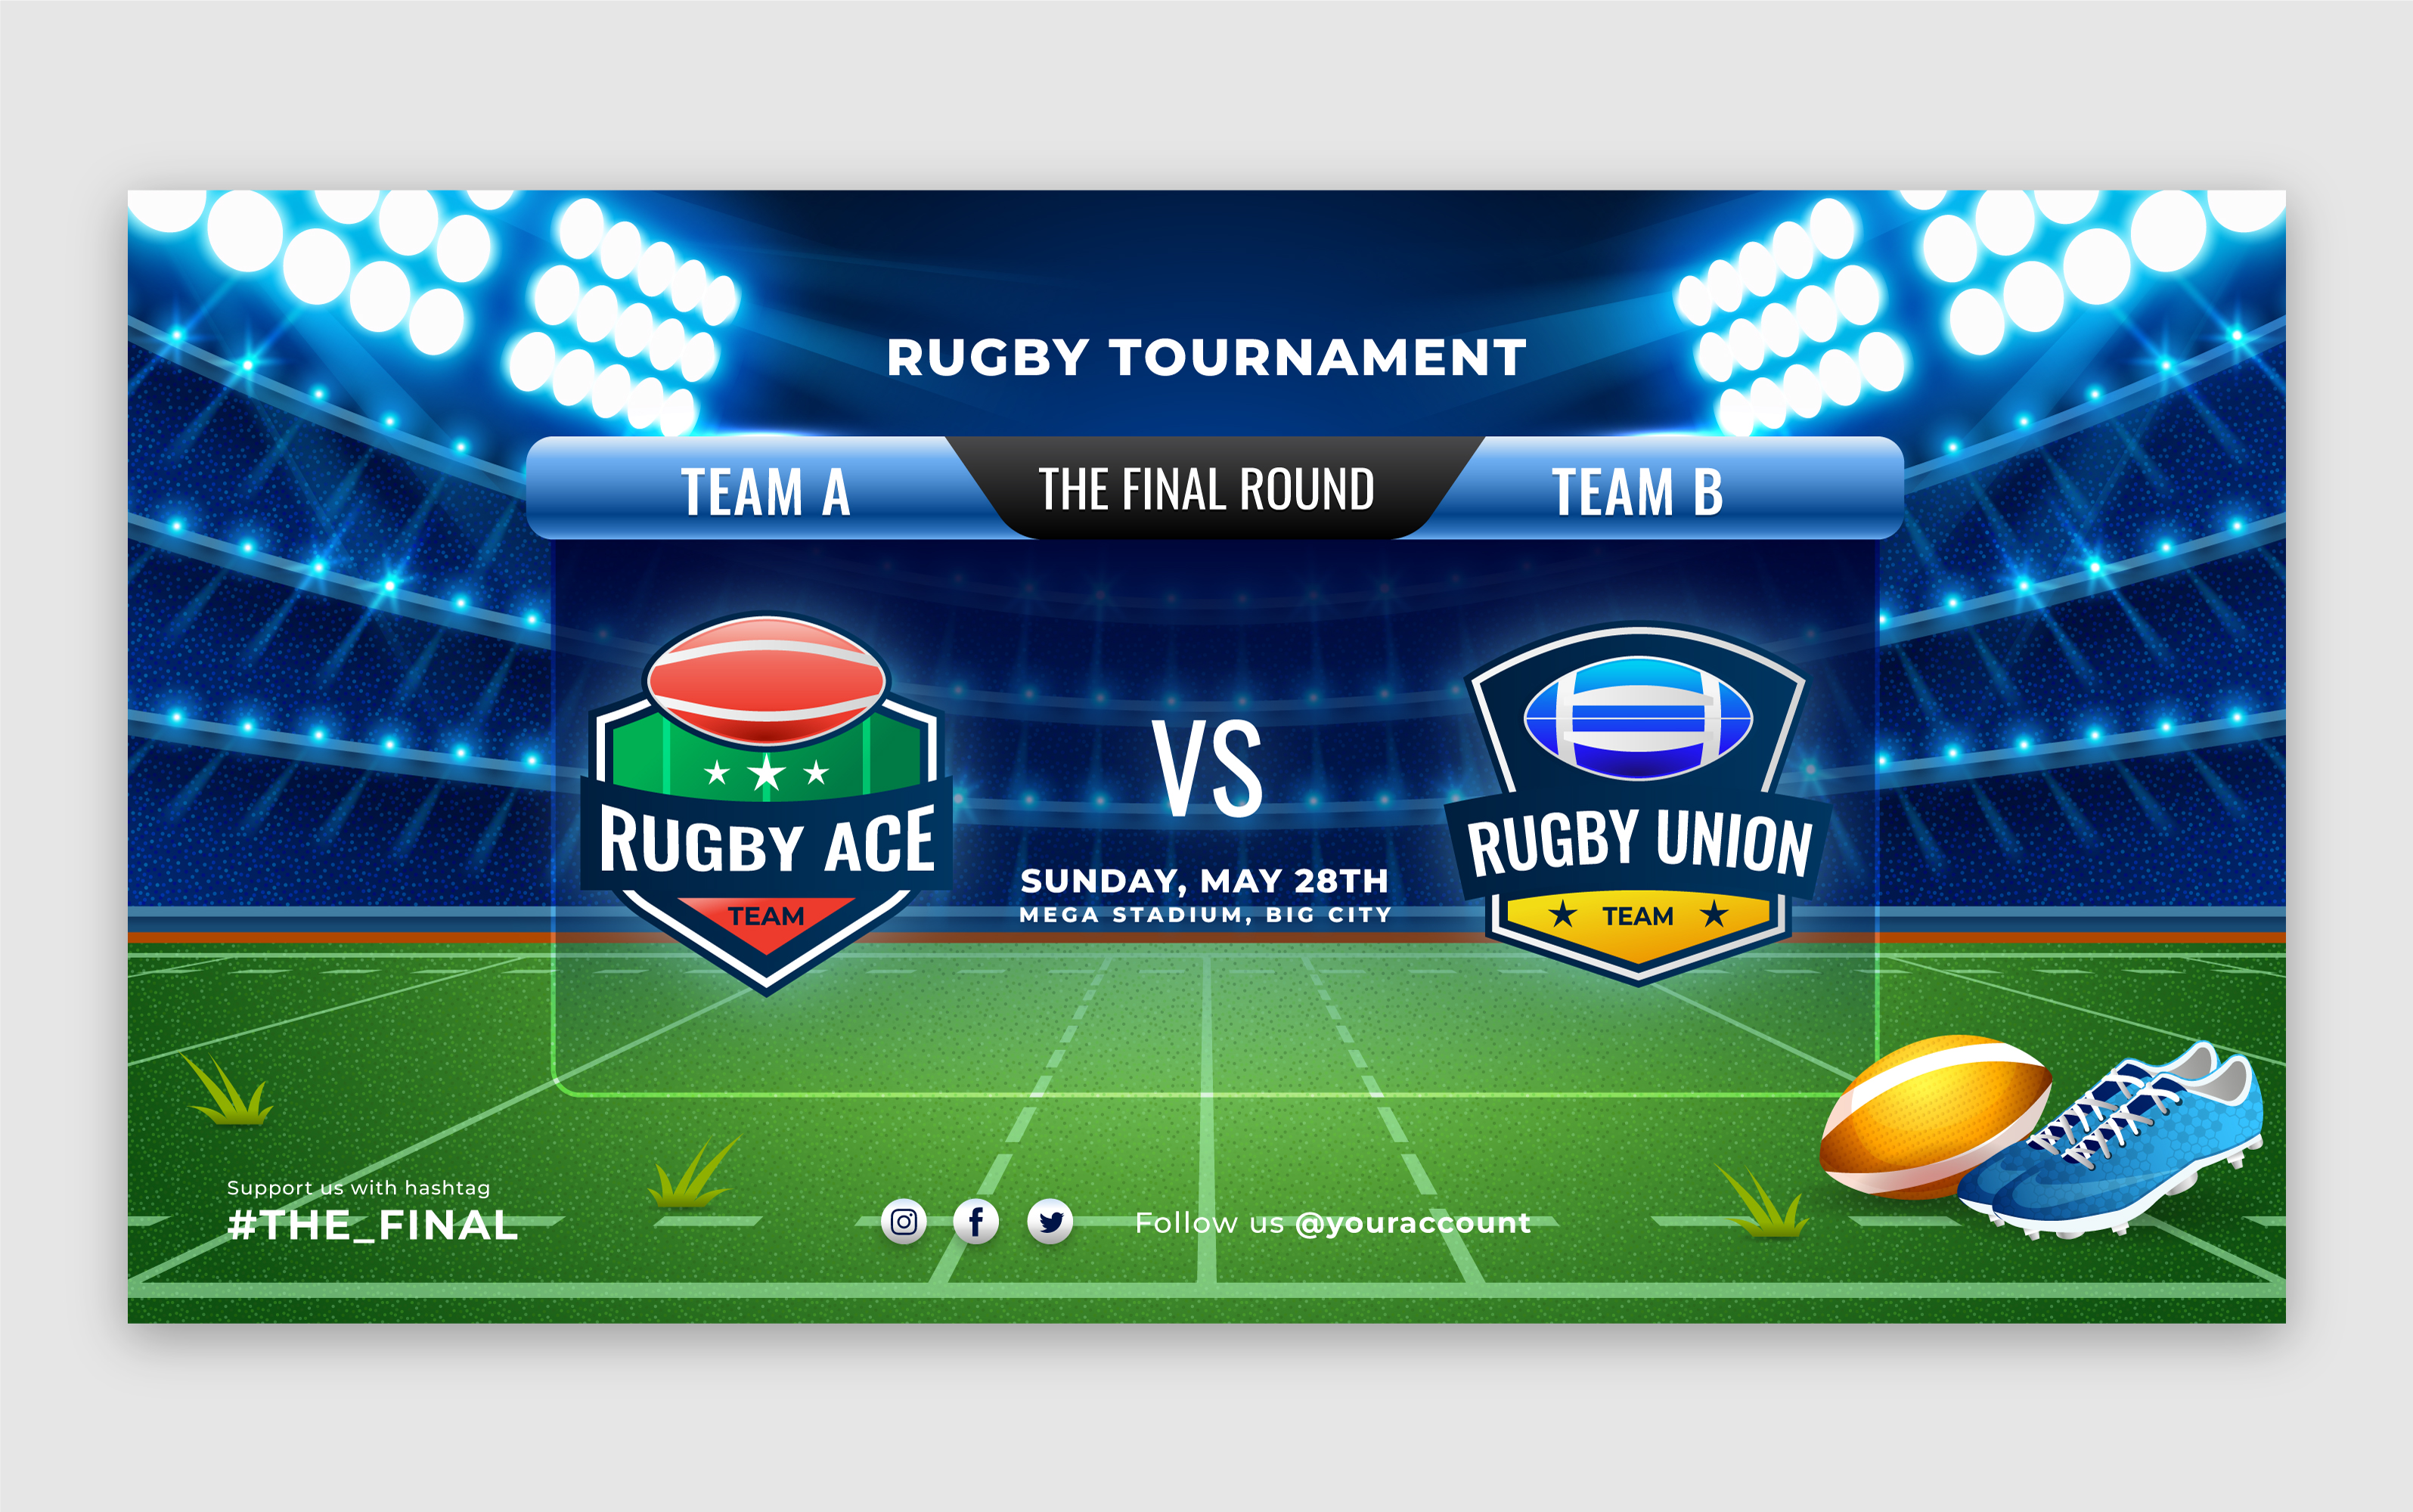 RUGBY TOURNAMENT
TEAM A
THE FINAL ROUND
TEAM B
RUGBY ACE
TEAM
VS
SUNDAY, MAY 28TH
MEGA STADIUM, BIG CITY
RUGBY UNION
TEAM
Support us with hashtag
#THE_FINAL
Follow us @youraccount